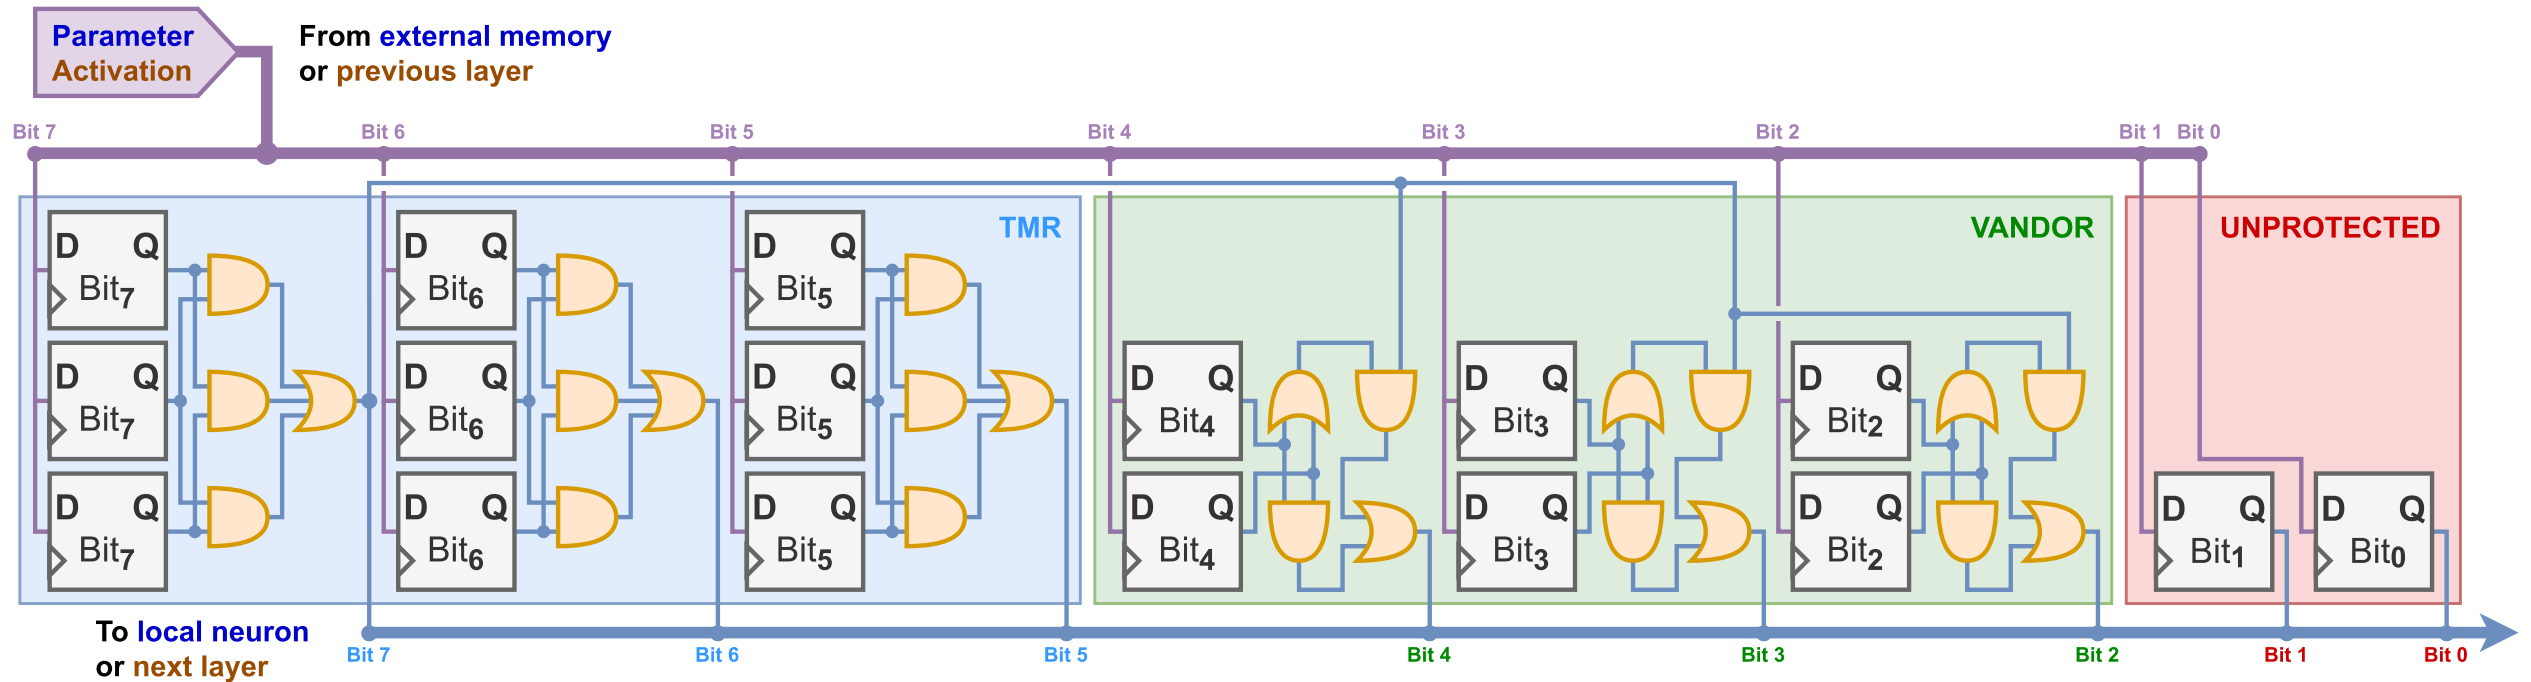 Parameter
Activation
From external memory
or previous layer
Bit 7
Bit 6
Bit 5
Bit 4
Bit 3
Bit 2
Bit 1
Bit 0
TMR
VANDOR
UNPROTECTED
D Q
Bit7
D Q
Bit6
D Q
Bit5
D Q
Bit7
D Q
Bit6
D Q
Bit5
D Q
Bit4
D Q
Bit3
D Q
Bit2
D Q
Bit7
D Q
Bit6
D Q
Bit5
D Q
Bit4
D Q
Bit3
D Q
Bit2
D Q
Bit1
D Q
Bit0
To local neuron
or next layer
Bit 7
Bit 6
Bit 5
Bit 4
Bit 3
Bit 2
Bit 1
Bit 0